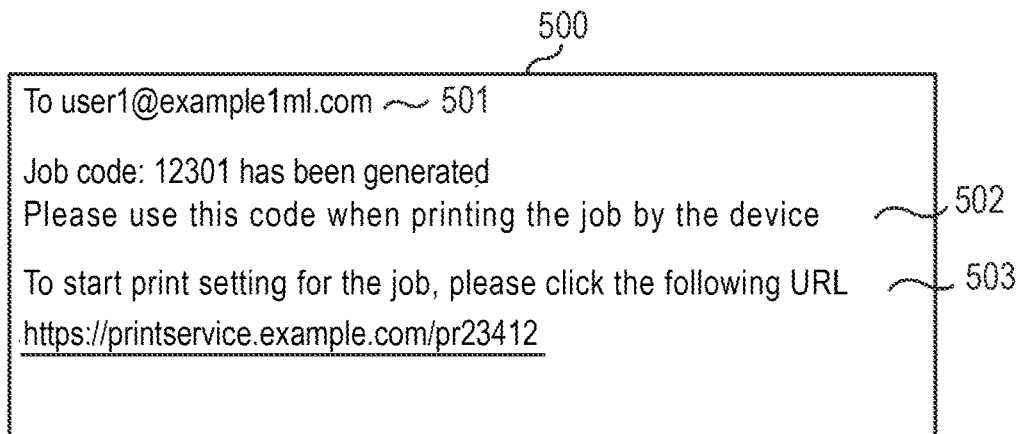 500
To user1@example1ml.com 501
Job code: 12301 has been generated
Please use this code when printing the job by the device 502
To start print setting for the job, please click the following URL 503
https://printservice.example.com/pr23412